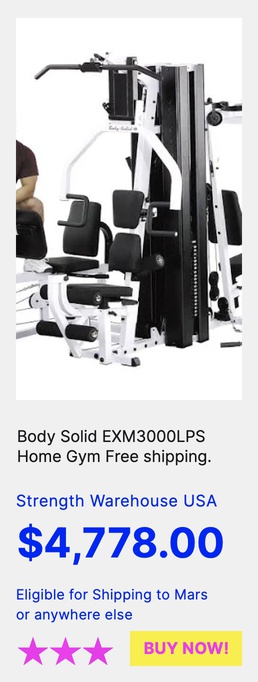 Body-Solid
Body Solid EXM3000LPS
Home Gym Free shipping.
Strength Warehouse USA
$4,778.00
Eligible for Shipping to Mars
or anywhere else
BUY NOW!